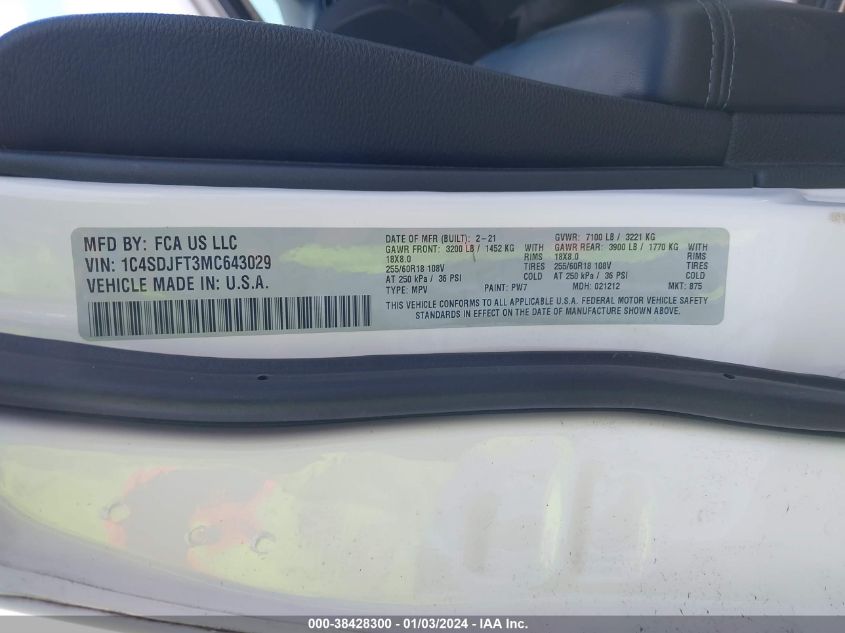 MFD BY: FCA US LLC
VIN: 1C4SDJFT3MC643029
VEHICLE MADE IN: U.S.A.
DATE OF MFR (BUILT): 2-21 GVWR: 7100 LB / 3221 KG
GAWR FRONT: 3200 LB / 1452 KG WITH GAWR REAR: 3900 LB / 1770 KG WITH
18X8.0 RIMS 18X8.0 RIMS
255/60R18 108V TIRES 255/60R18 108V TIRES
AT 250 kPa / 36 PSI COLD AT 250 kPa / 36 PSI COLD
TYPE: MPV PAINT: PW7 MDH: 021212 MKT: B75
THIS VEHICLE CONFORMS TO ALL APPLICABLE U.S.A. FEDERAL MOTOR VEHICLE SAFETY
STANDARDS IN EFFECT ON THE DATE OF MANUFACTURE SHOWN ABOVE.
000-38428300 - 01/03/2024 - IAA Inc.